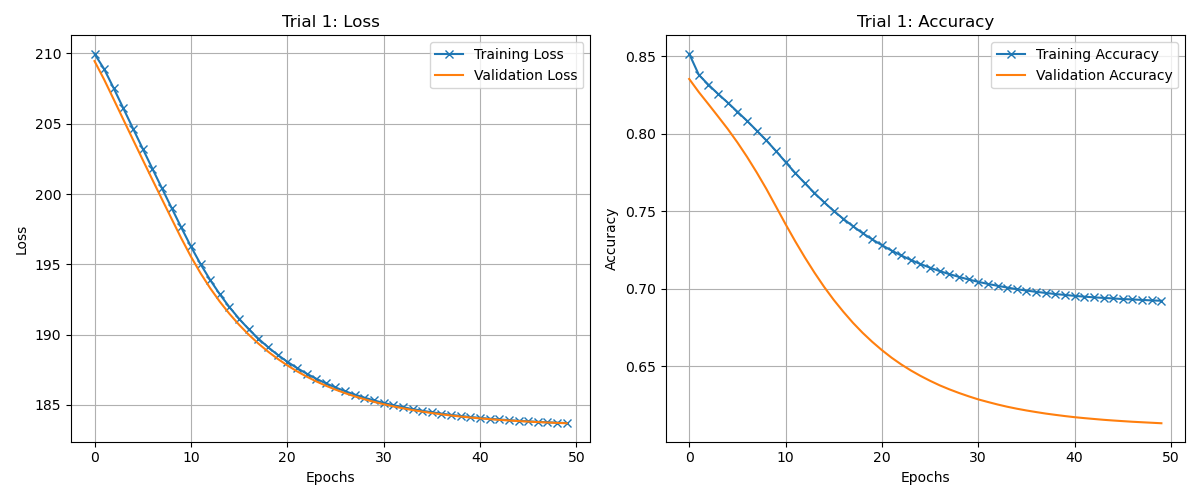 Trial 1: Loss
210
205
200
195
190
185
Loss
0 10 20 30 40 50
Epochs
Training Loss
Validation Loss
Trial 1: Accuracy
0.85
0.80
0.75
0.70
0.65
Accuracy
0 10 20 30 40 50
Epochs
Training Accuracy
Validation Accuracy